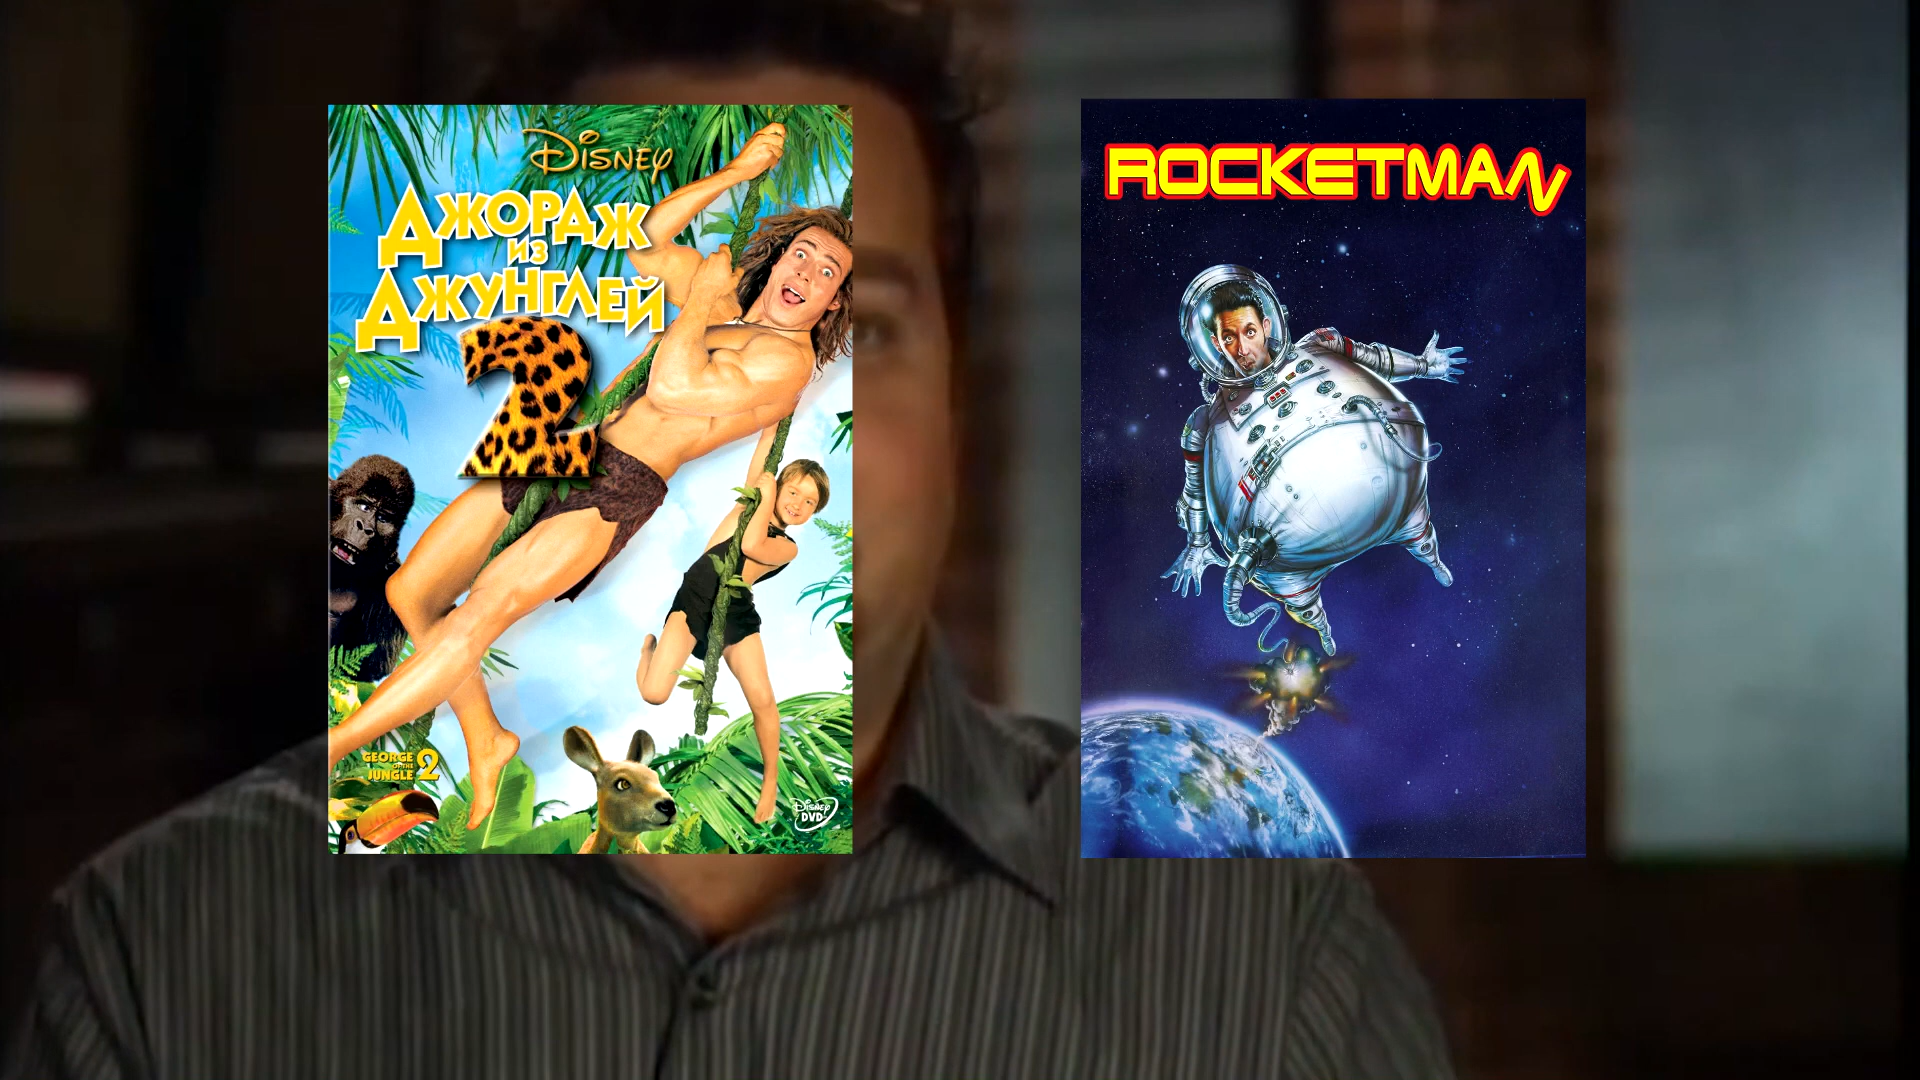 Disney
Джордж
из
Джунглей
2
GEORGE
OF THE
JUNGLE 2
Disney
DVD
ROCKETMAN